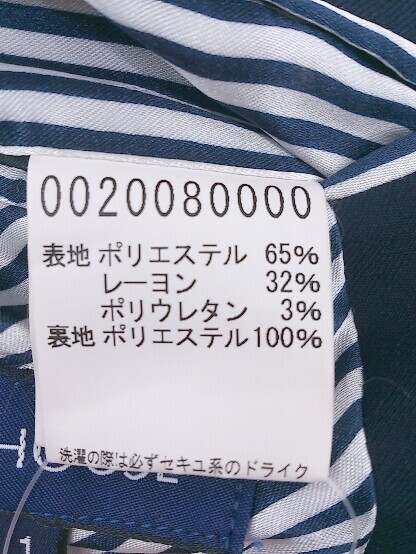 0020080000
表地 ポリエステル 65%
レーヨン 32%
ポリウレタン 3%
裏地 ポリエステル100%
洗濯の際は必ずセキユ系のドライク
1